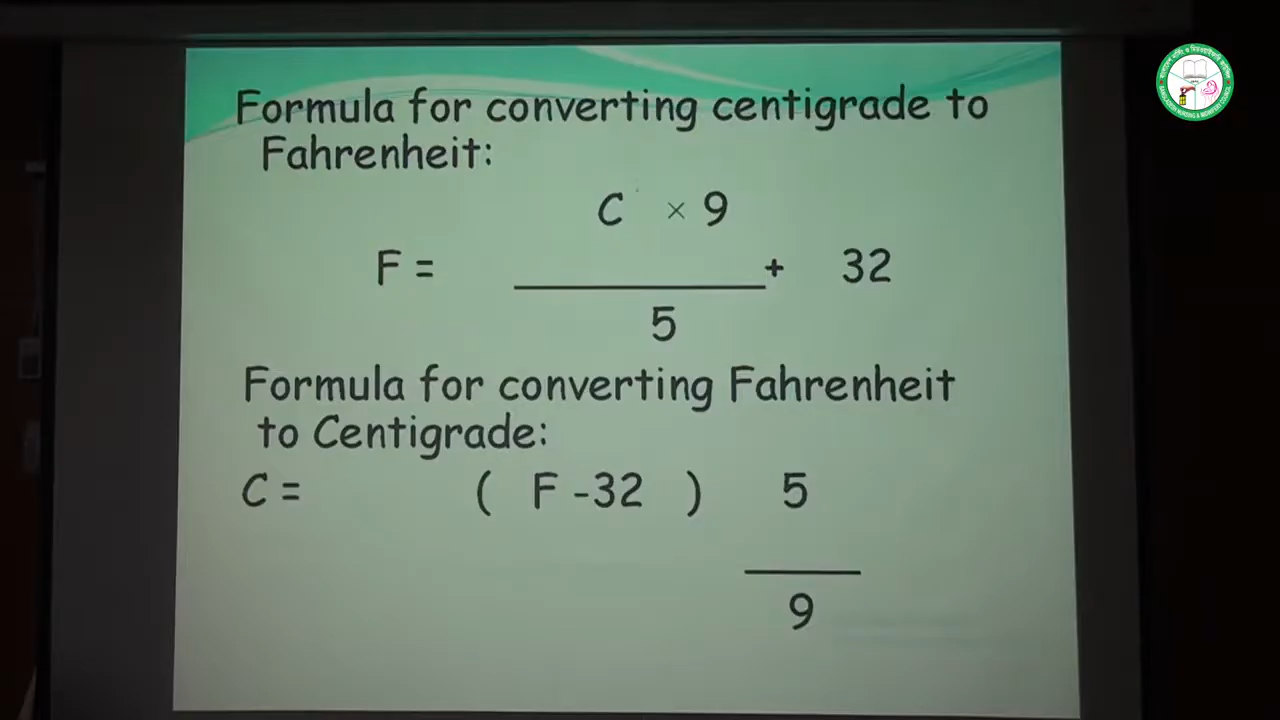 Formula for converting centigrade to
Fahrenheit:
C × 9
F = + 32
5
Formula for converting Fahrenheit
to Centigrade:
C = ( F -32 ) 5
9